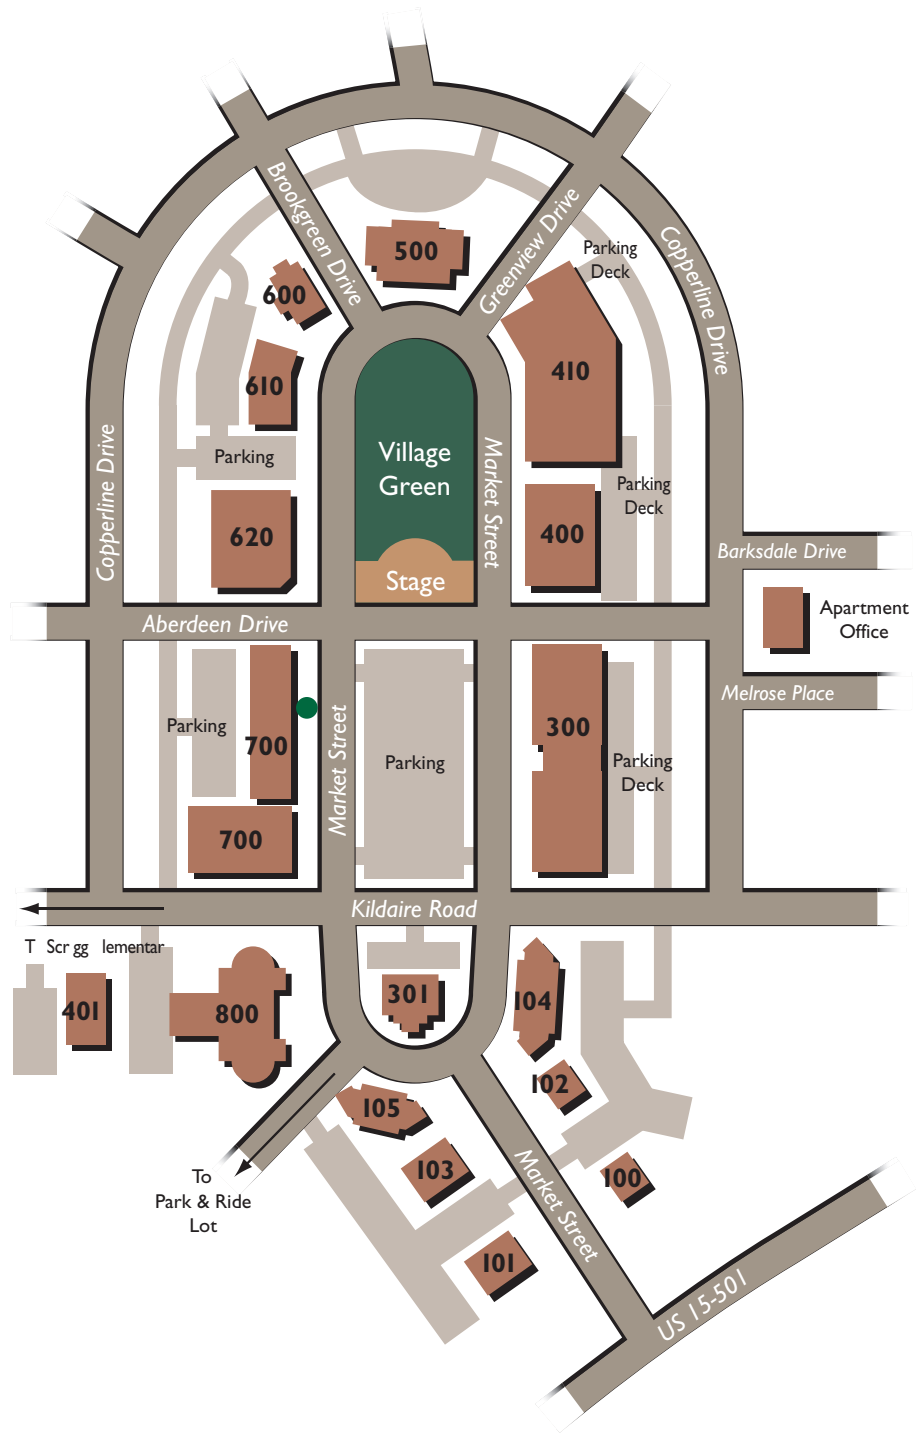 Brookgreen Drive
500
Greenview Drive
Parking
Deck
Copperline Drive
600
410
610
Village
Green
Market Street
Copperline Drive
Parking
Parking
Deck
620
400
Barksdale Drive
Stage
Aberdeen Drive
Apartment
Office
Melrose Place
Parking
700
Market Street
Parking
300
Parking
Deck
700
Kildaire Road
T Scr gg lementar
401
800
301
104
102
105
103
100
Market Street
To
Park & Ride
Lot
101
US 15-501